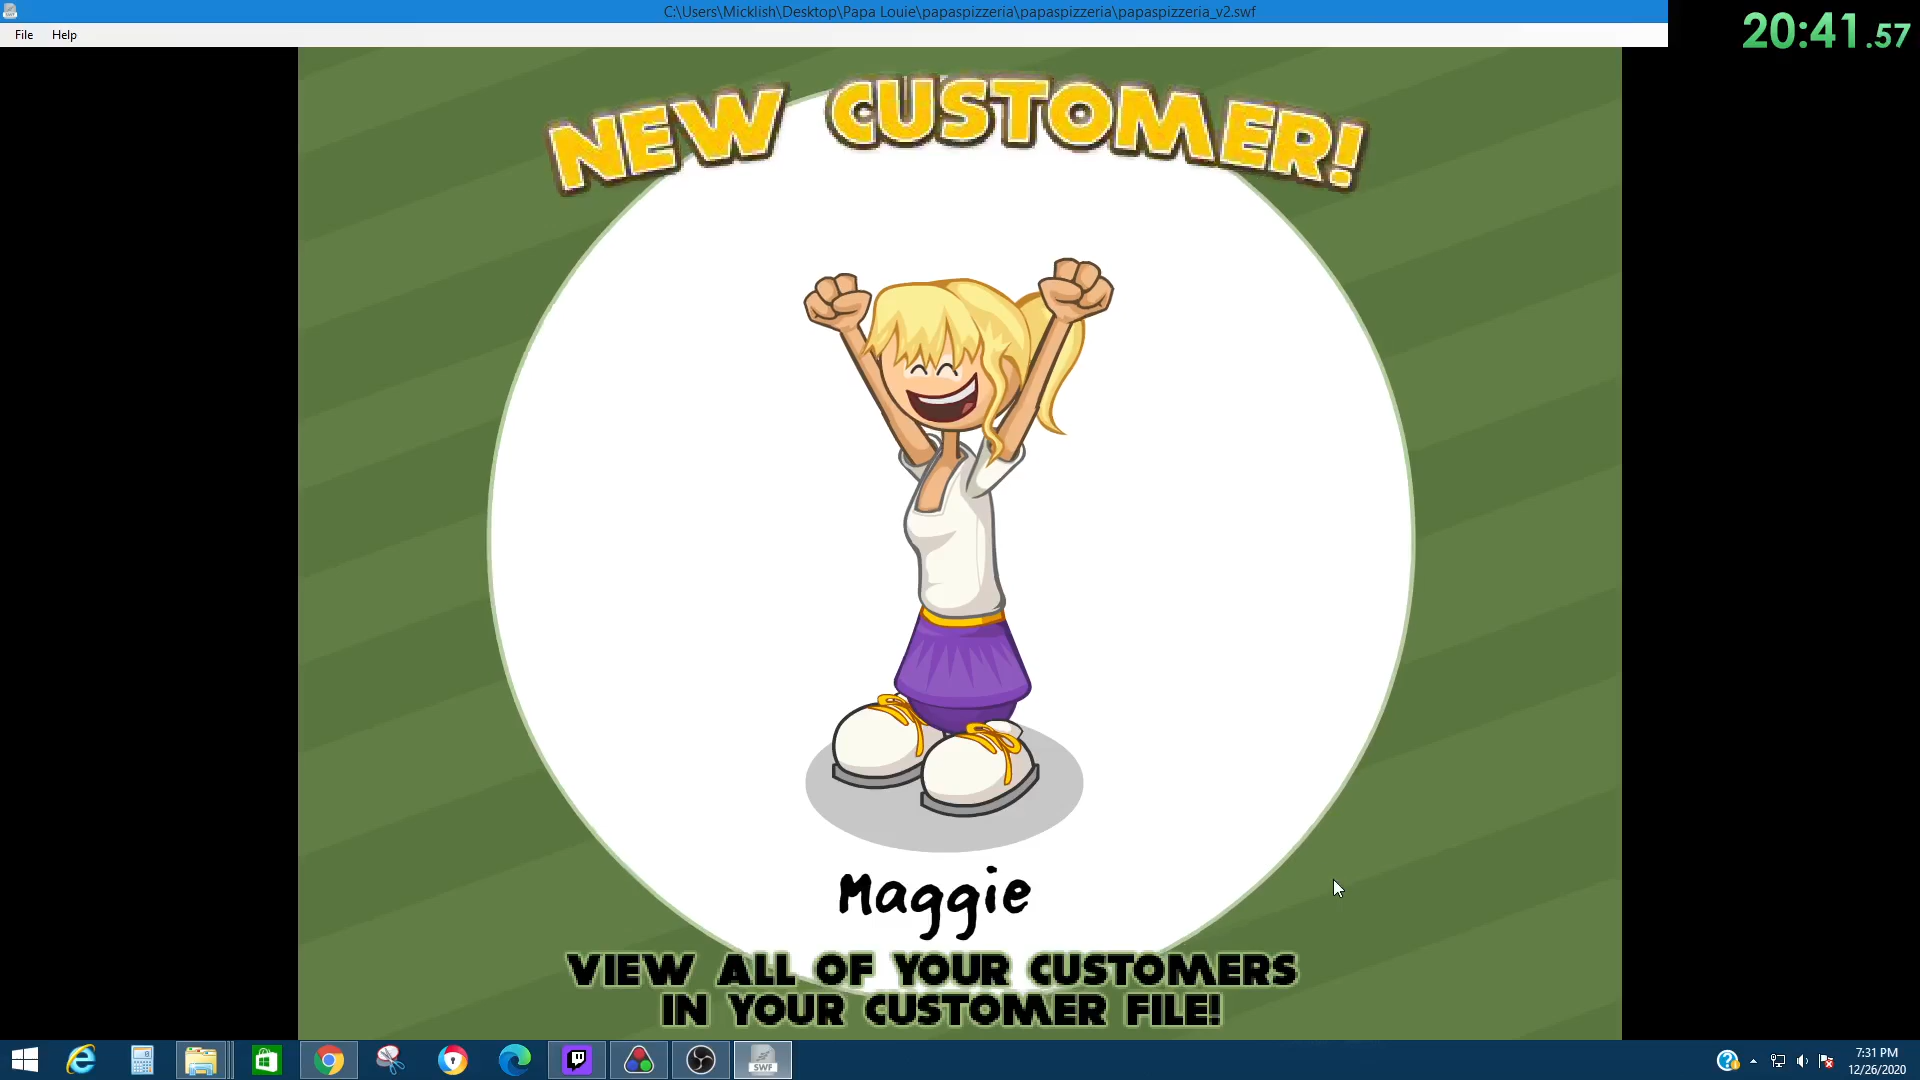 C:\Users\Micklish\Desktop\Papa Louie\papaspizzeria\papaspizzeria\papaspizzeria_v2.swf
20:41.57
File Help
NEW CUSTOMER!
Maggie
VIEW ALL OF YOUR CUSTOMERS
IN YOUR CUSTOMER FILE!
SWF
7:31 PM
12/26/2020